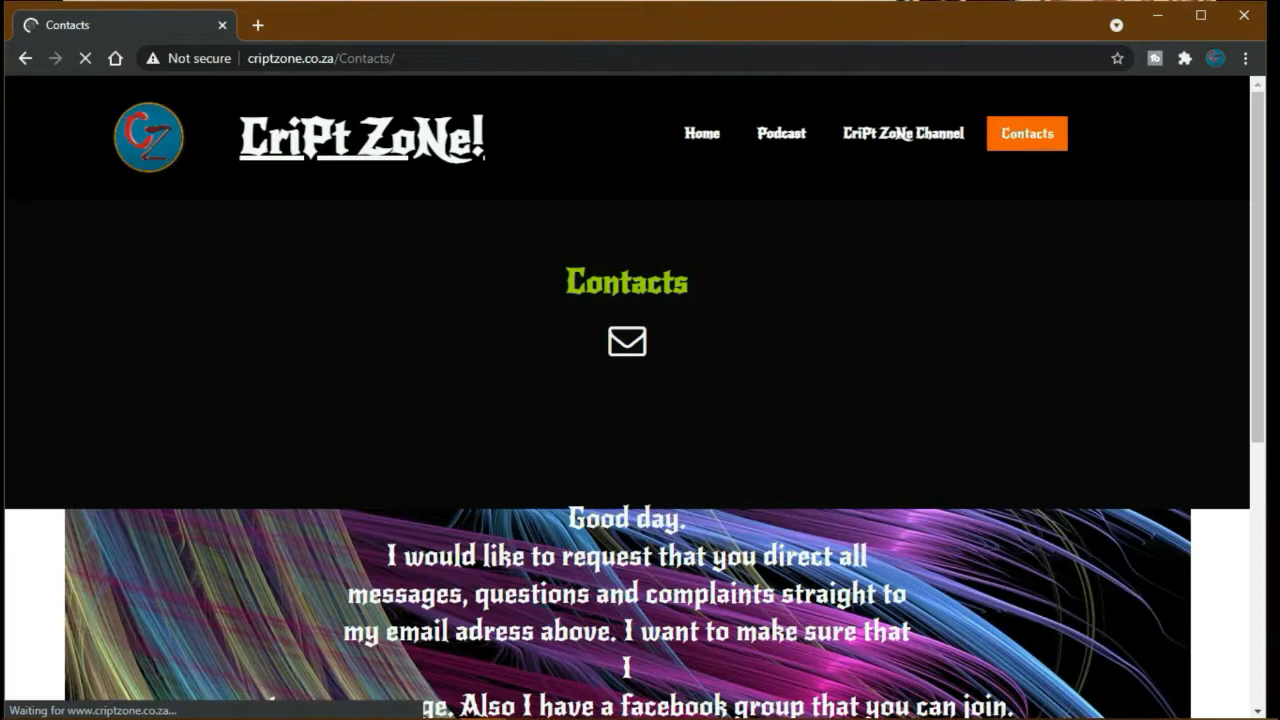 Contacts
Not secure
criptzone.co.za/Contacts/
CZ
CriPt ZoNe!
Home
Podcast
CriPt ZoNe Channel
Contacts
Contacts
Good day.
I would like to request that you direct all
messages, questions and complaints straight to
my email adress above. I want to make sure that
I
ge. Also I have a facebook group that you can join.
Waiting for www.criptzone.co.za...